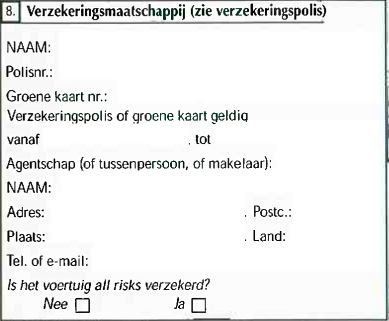 8. Verzekeringsmaatschappij (zie verzekeringspolis)
NAAM:
Polisnr.:
Groene kaart nr.:
Verzekeringspolis of groene kaart geldig
vanaf . tot
Agentschap (of tussenpersoon, of makelaar):
NAAM:
Adres: . Postc.:
Plaats: . Land:
Tel. of e-mail:
Is het voertuig all risks verzekerd?
Nee ☐ Ja ☐